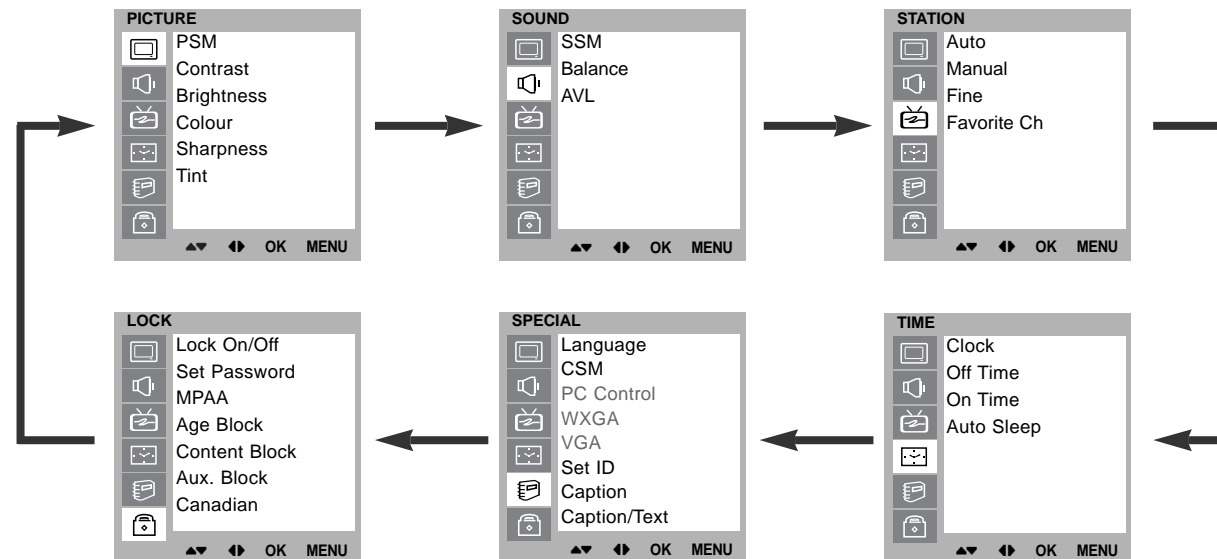 PICTURE
PSM
Contrast
Brightness
Colour
Sharpness
Tint
OK MENU
SOUND
SSM
Balance
AVL
OK MENU
STATION
Auto
Manual
Fine
Favorite Ch
OK MENU
LOCK
Lock On/Off
Set Password
MPAA
Age Block
Content Block
Aux. Block
Canadian
OK MENU
SPECIAL
Language
CSM
PC Control
WXGA
VGA
Set ID
Caption
Caption/Text
OK MENU
TIME
Clock
Off Time
On Time
Auto Sleep
OK MENU